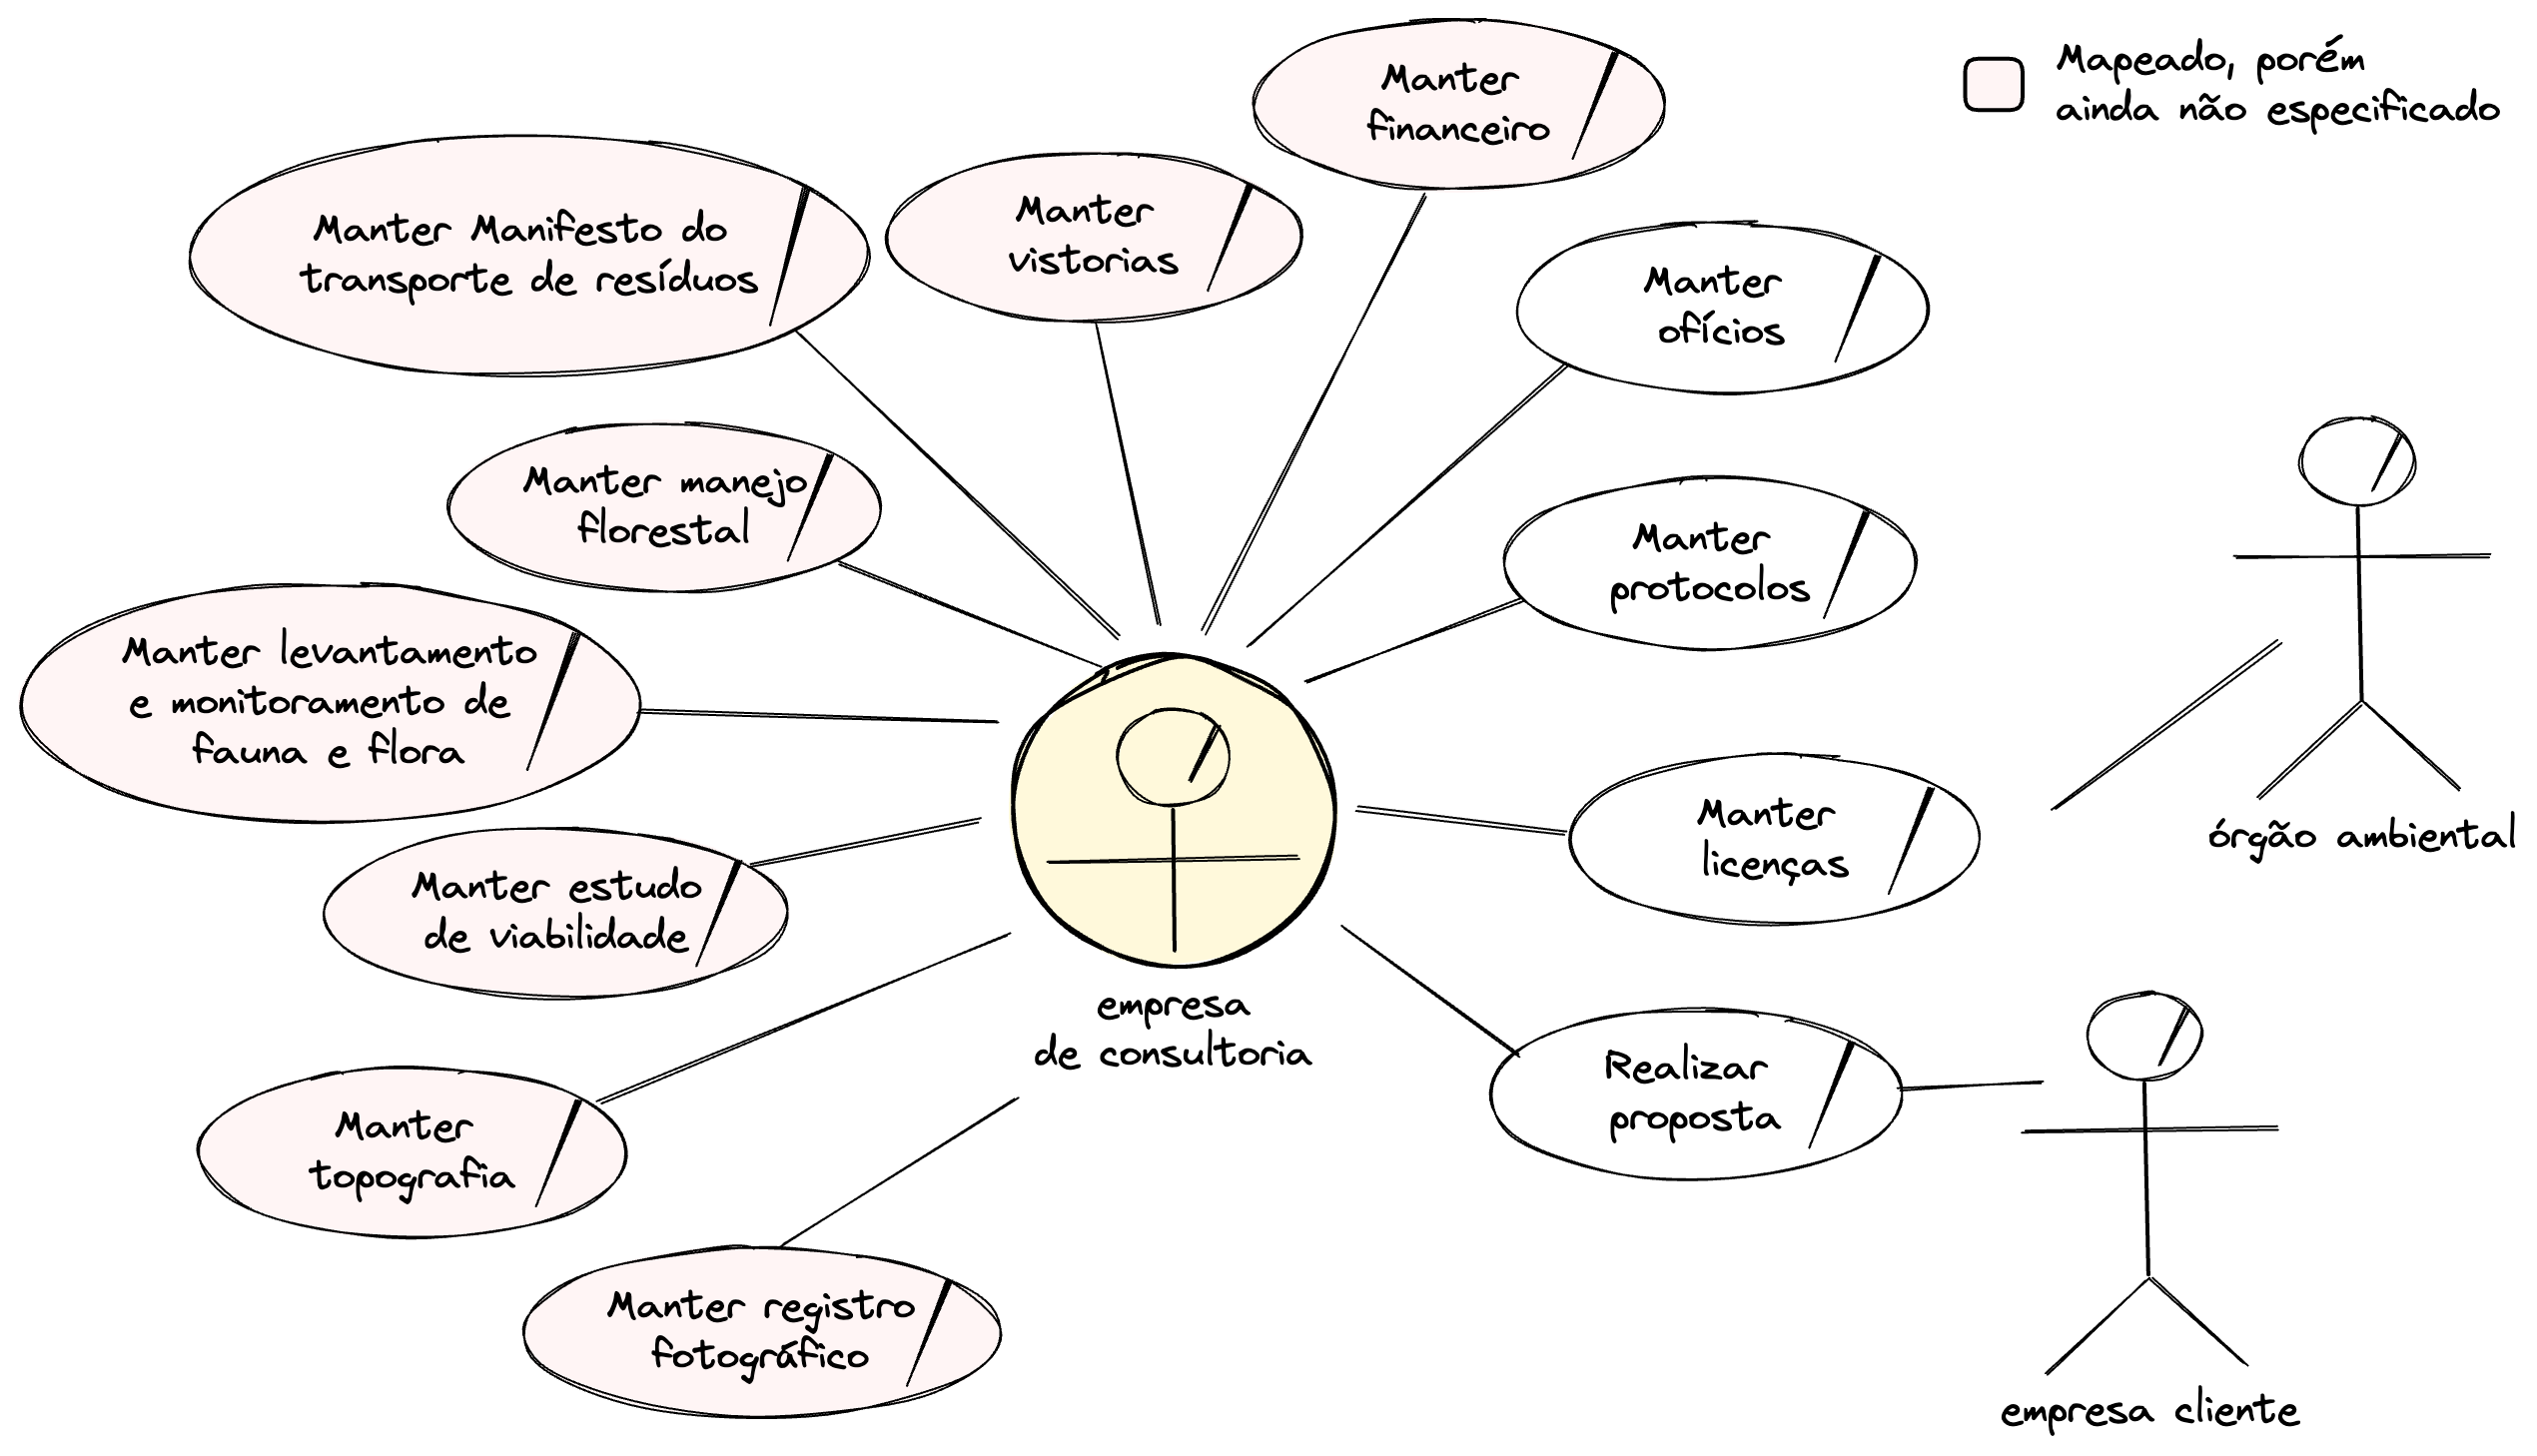 Mapeado, porém
ainda não especificado
Manter
financeiro
Manter
vistorias
Manter Manifesto do
transporte de resíduos
Manter
ofícios
Manter manejo
florestal
Manter
protocolos
Manter levantamento
e monitoramento de
fauna e flora
Manter
licenças
órgão ambiental
Manter estudo
de viabilidade
empresa
de consultoria
Realizar
proposta
Manter
topografia
Manter registro
fotográfico
empresa cliente